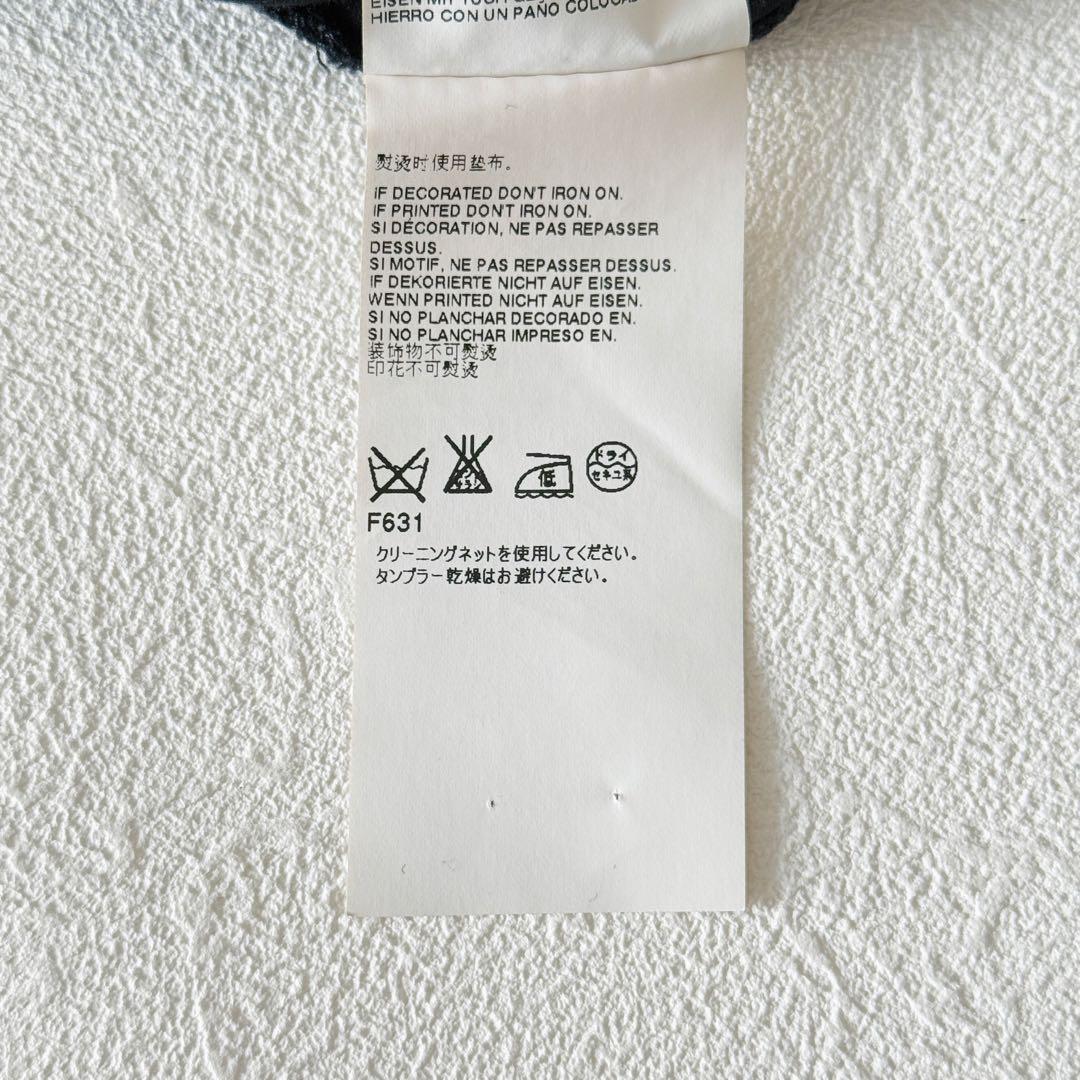 EISEN MIT TUCH
HIERRO CON UN PANO
熨烫时使用垫布。
IF DECORATED DON'T IRON ON.
IF PRINTED DON'T IRON ON.
SI DÉCORATION, NE PAS REPASSER
DESSUS.
SI MOTIF, NE PAS REPASSER DESSUS.
IF DEKORIERTE NICHT AUF EISEN.
WENN PRINTED NICHT AUF EISEN.
SI NO PLANCHAR DECORADO EN.
SI NO PLANCHAR IMPRESO EN.
装饰物不可熨烫
印花不可熨烫
低
ドライ
セキユ系
F631
クリーニングネットを使用してください。
タンブラー乾燥はお避けください。